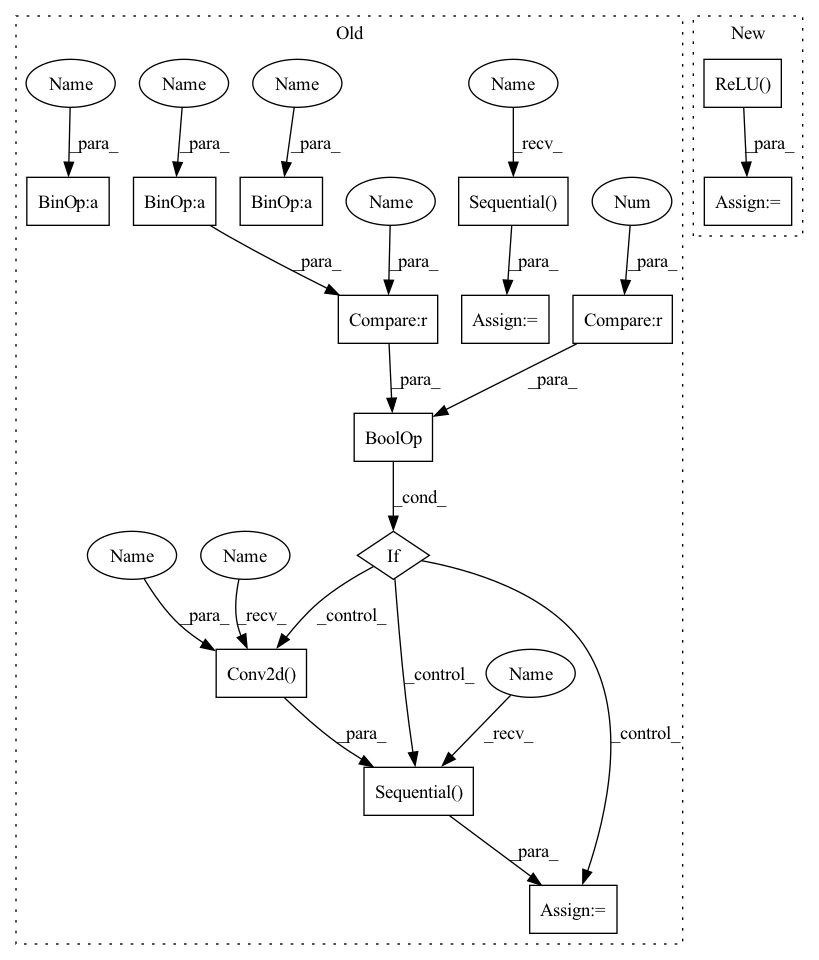 Old
New
Name
Name
Name
Name
ReLU()
_para_
_para_
_para_
_recv_
_para_
BinOp:a
BinOp:a
BinOp:a
Name
Sequential()
Num
Assign:=
_para_
_para_
_para_
_para_
Compare:r
Assign:=
Compare:r
_para_
_para_
BoolOp
_cond_
Name
Name
If
_para_
_recv_
_control_
Conv2d()
_control_
Name
_control_
_para_
_recv_
Sequential()
_para_
Assign:=